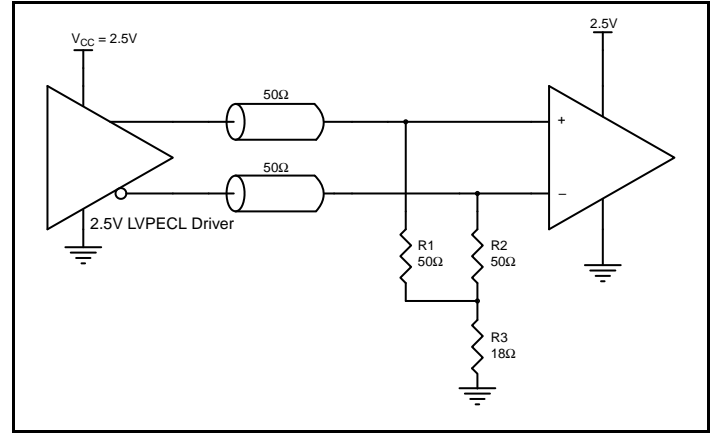 V_CC = 2.5V
2.5V
50Ω
50Ω
+
–
2.5V LVPECL Driver
R1
50Ω
R2
50Ω
R3
18Ω